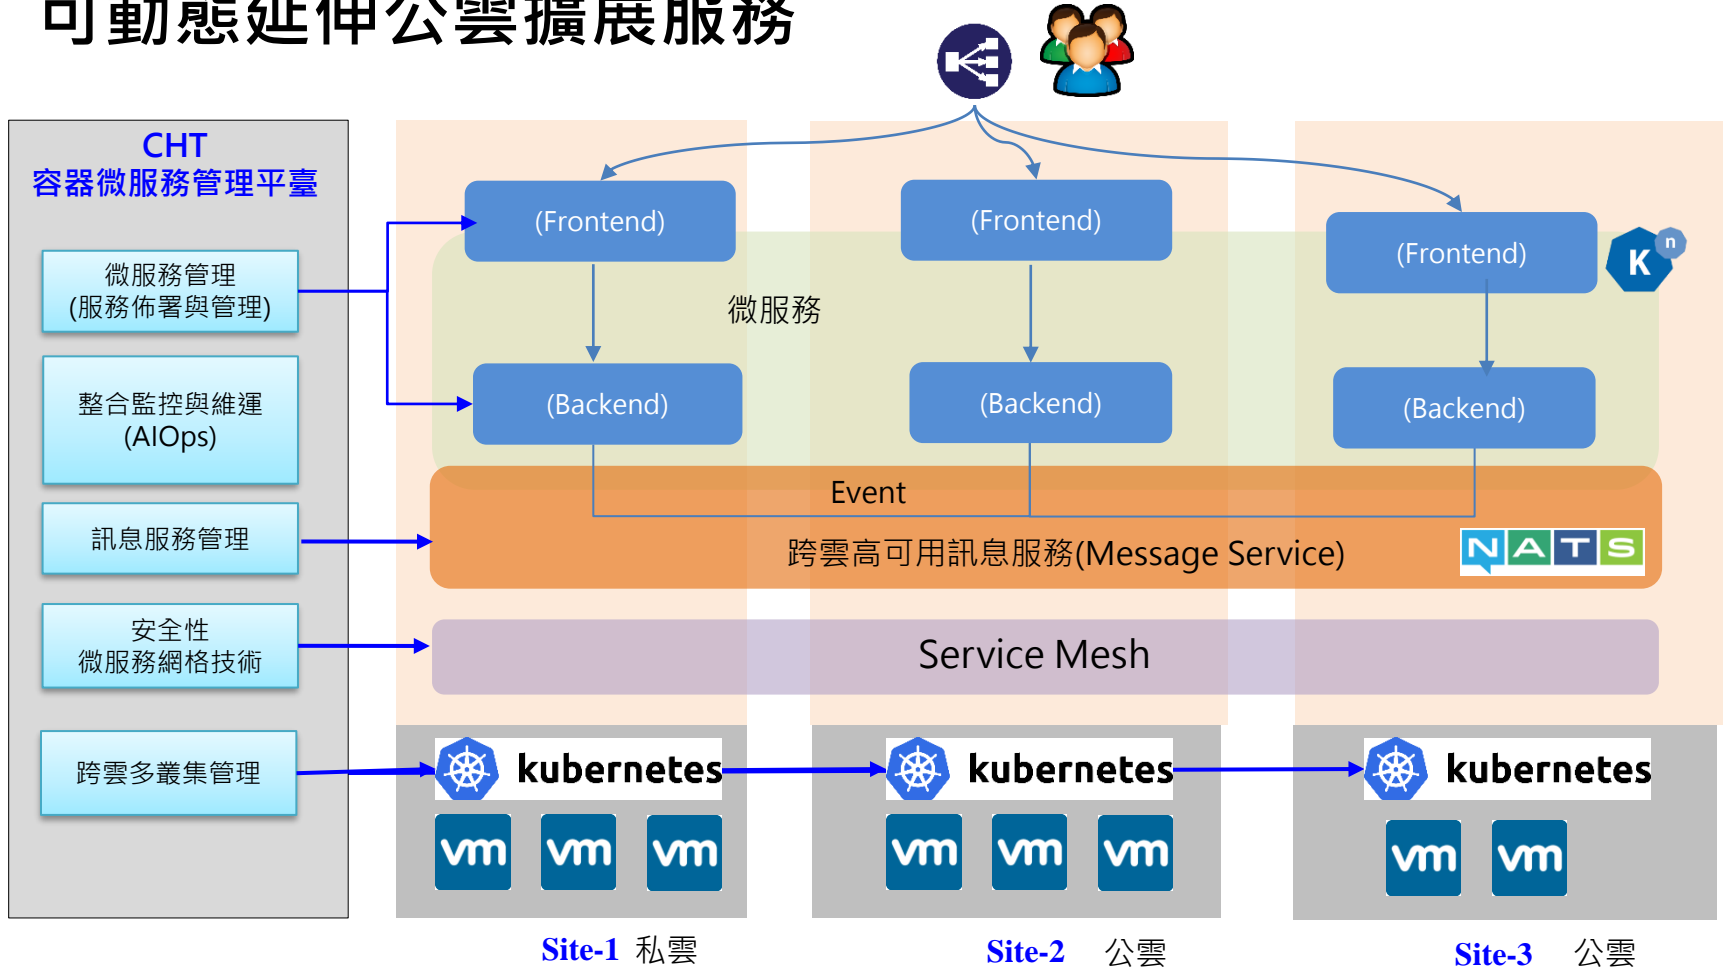 可動態延伸公雲擴展服務
CHT
容器微服務管理平臺
微服務管理
(服務佈署與管理)
整合監控與維運
(AIOps)
訊息服務管理
安全性
微服務網格技術
跨雲多叢集管理
(Frontend)
(Frontend)
(Frontend)
K
n
微服務
(Backend)
(Backend)
(Backend)
Event
跨雲高可用訊息服務(Message Service)
NATS
Service Mesh
kubernetes
kubernetes
kubernetes
vm
vm
vm
vm
vm
vm
vm
vm
Site-1 私雲
Site-2 公雲
Site-3 公雲